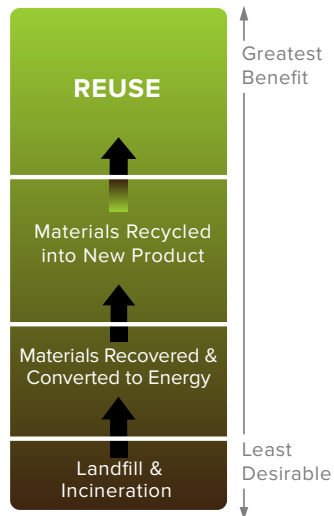 Greatest
Benefit
REUSE
Materials Recycled
into New Product
Materials Recovered &
Converted to Energy
Landfill &
Incineration
Least
Desirable